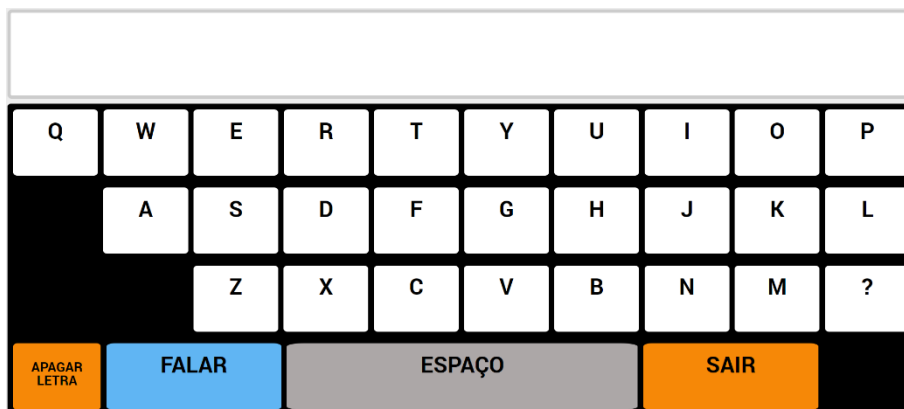 Q W E R T Y U I O P
A S D F G H J K L
Z X C V B N M ?
APAGAR LETRA FALAR ESPAÇO SAIR